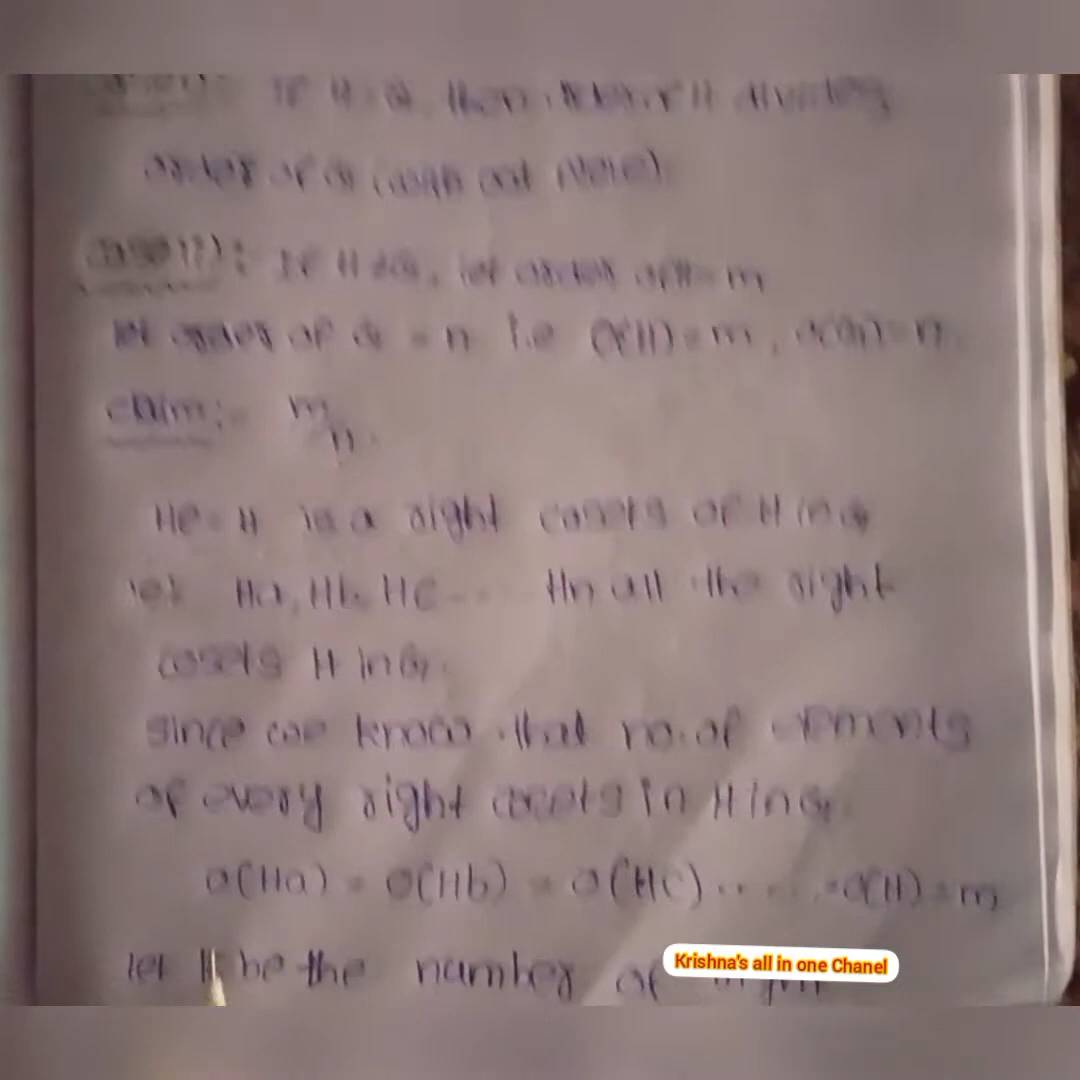 If H = G, then order of H divides
order of G (with out
case(ii): If H ≠ G, let order of H = m
let order of G = n i.e O(H) = m, O(G) = n.
claim:- m/n.
He = H is a right cosets of H in G
let Ha, Hb, HC .... Hn all the right
cosets H in G.
since we know that no. of elements
of every right cosets in H in G.
O(Ha) = O(Hb) = O(HC) ...... = O(H) = m
let be the number of right
Krishna's all in one Chanel